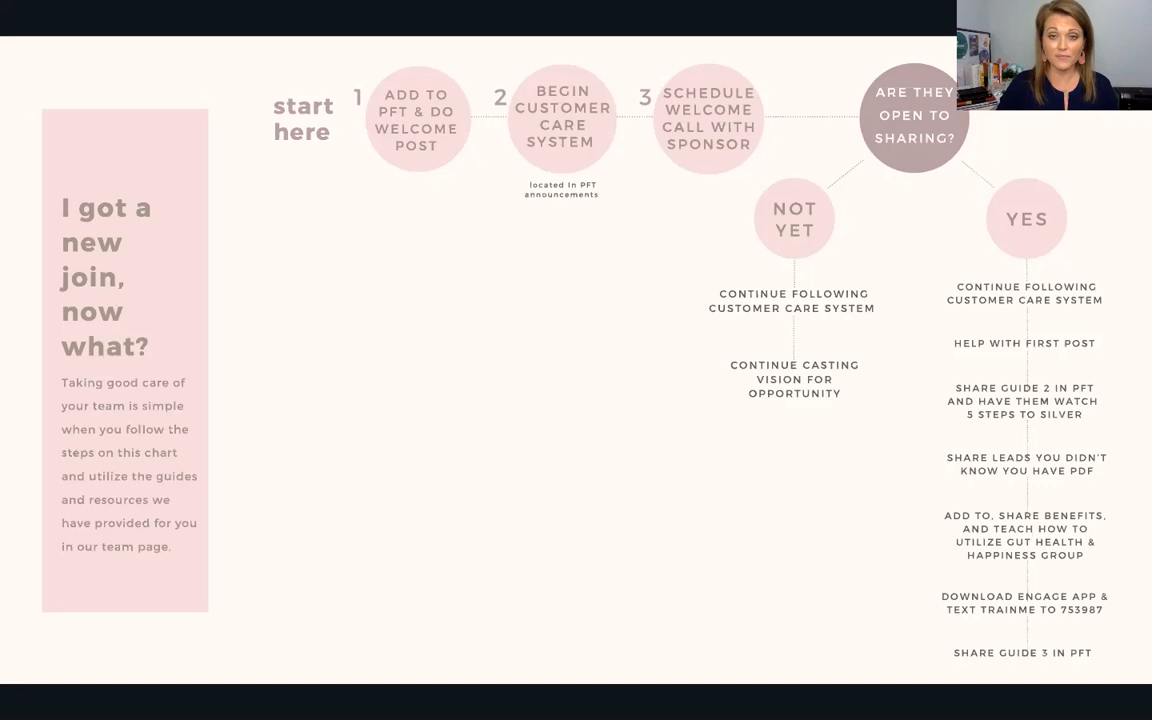 I got a
new
join,
now
what?
Taking good care of
your team is simple
when you follow the
steps on this chart
and utilize the guides
and resources we
have provided for you
in our team page.
start
here
1
ADD TO
PFT & DO
WELCOME
POST
2
BEGIN
CUSTOMER
CARE
SYSTEM
located In PFT
announcements
3
SCHEDULE
WELCOME
CALL WITH
SPONSOR
ARE THEY
OPEN TO
SHARING?
NOT
YET
CONTINUE FOLLOWING
CUSTOMER CARE SYSTEM
CONTINUE CASTING
VISION FOR
OPPORTUNITY
YES
CONTINUE FOLLOWING
CUSTOMER CARE SYSTEM
HELP WITH FIRST POST
SHARE GUIDE 2 IN PFT
AND HAVE THEM WATCH
5 STEPS TO SILVER
SHARE LEADS YOU DIDN'T
KNOW YOU HAVE PDF
ADD TO, SHARE BENEFITS,
AND TEACH HOW TO
UTILIZE GUT HEALTH &
HAPPINESS GROUP
DOWNLOAD ENGAGE APP &
TEXT TRAINME TO 753987
SHARE GUIDE 3 IN PFT